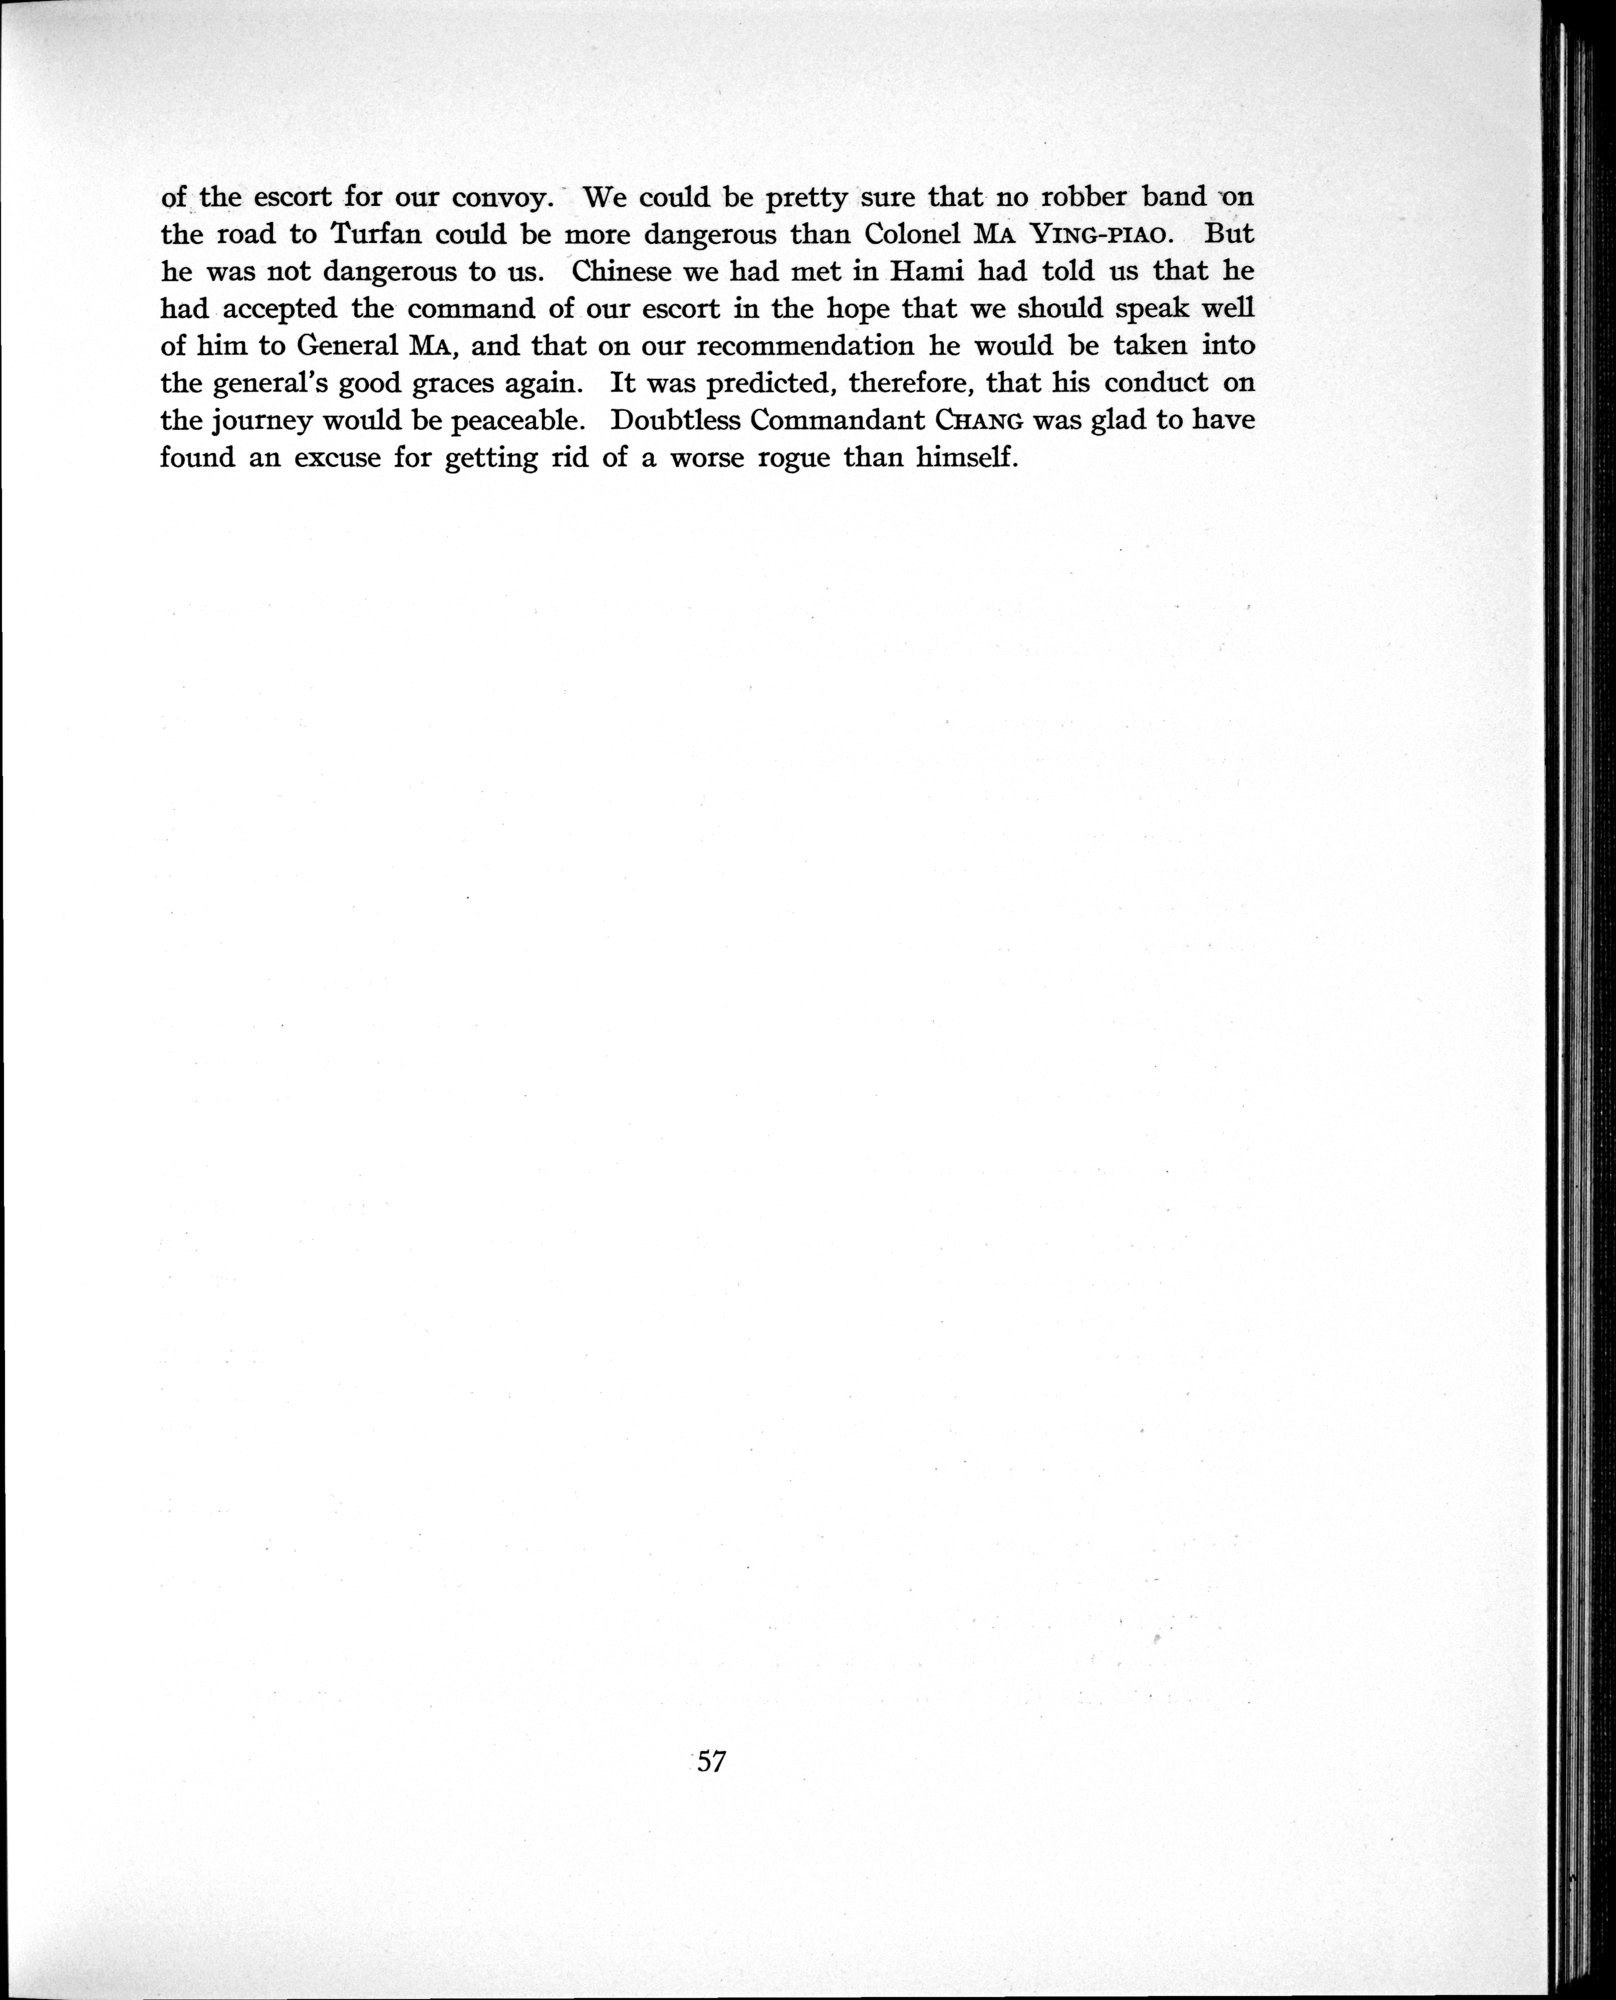 of the escort for our convoy. We could be pretty sure that no robber band on
the road to Turfan could be more dangerous than Colonel MA YING-PIAO. But
he was not dangerous to us. Chinese we had met in Hami had told us that he
had accepted the command of our escort in the hope that we should speak well
of him to General MA, and that on our recommendation he would be taken into
the general's good graces again. It was predicted, therefore, that his conduct on
the journey would be peaceable. Doubtless Commandant CHANG was glad to have
found an excuse for getting rid of a worse rogue than himself.
57